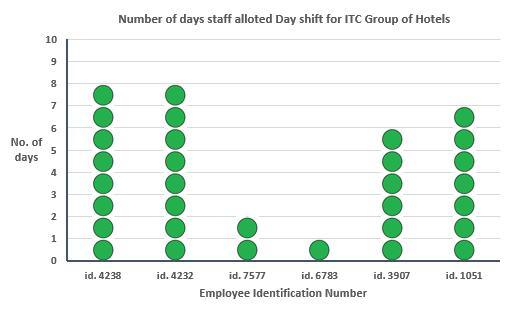 Number of days staff alloted Day shift for ITC Group of Hotels
10
9
8
7
6
5
4
3
2
1
0
No. of
days
id. 4238 id. 4232 id. 7577 id. 6783 id. 3907 id. 1051
Employee Identification Number